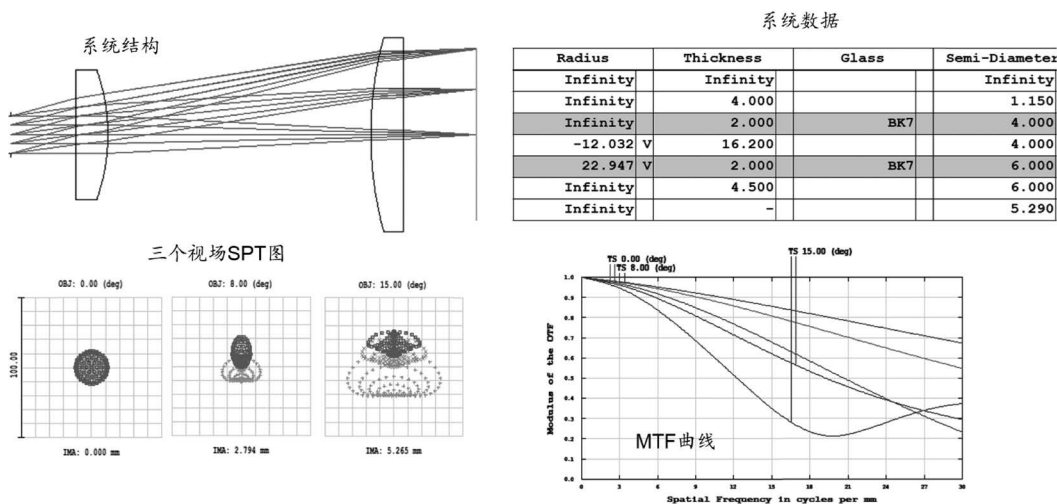 系统结构
系统数据
Radius Thickness Glass Semi-Diameter
Infinity Infinity Infinity
Infinity 4.000 1.150
Infinity 2.000 BK7 4.000
-12.032 V 16.200 4.000
22.947 V 2.000 BK7 6.000
Infinity 4.500 6.000
Infinity - 5.290
三个视场SPT图
OBJ: 0.00 (deg)
OBJ: 8.00 (deg)
OBJ: 15.00 (deg)
100.00
IMA: 0.000 mm
IMA: 2.794 mm
IMA: 5.265 mm
TS 15.00 (deg)
TS 0.00 (deg)
TS 8.00 (deg)
1.0
0.9
0.8
0.7
0.6
0.5
0.4
0.3
0.2
0.1
0.0
Modulus of the OTF
MTF曲线
0 3 6 9 12 15 18 21 24 27 30
Spatial Frequency in cycles per mm